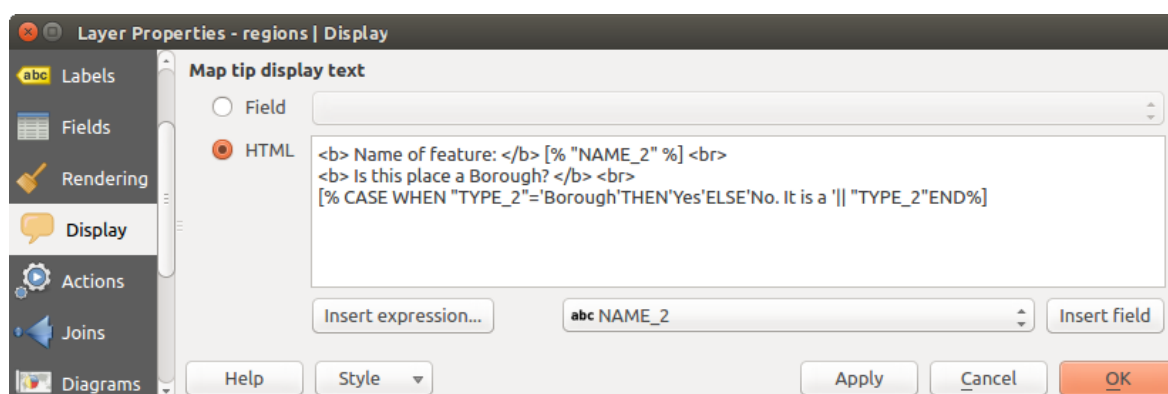 Layer Properties - regions | Display
abc Labels
Map tip display text
Field
Fields
HTML
<b> Name of feature: </b> [% "NAME_2" %] <br>
<b> Is this place a Borough? </b> <br>
[% CASE WHEN "TYPE_2"='Borough'THEN'Yes'ELSE'No. It is a '|| "TYPE_2"END%]
Rendering
Display
Actions
Joins
Diagrams
Insert expression...
abc NAME_2
Insert field
Help
Style
Apply
Cancel
OK